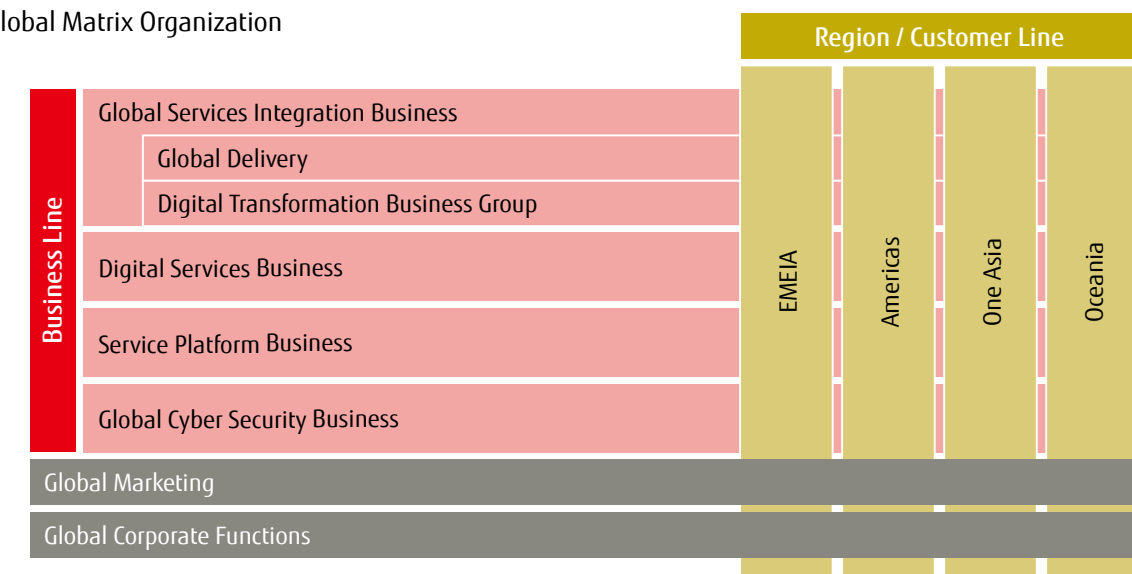 lobal Matrix Organization
Region / Customer Line
Business Line
Global Services Integration Business
Global Delivery
Digital Transformation Business Group
Digital Services Business
Service Platform Business
Global Cyber Security Business
EMEIA
Americas
One Asia
Oceania
Global Marketing
Global Corporate Functions